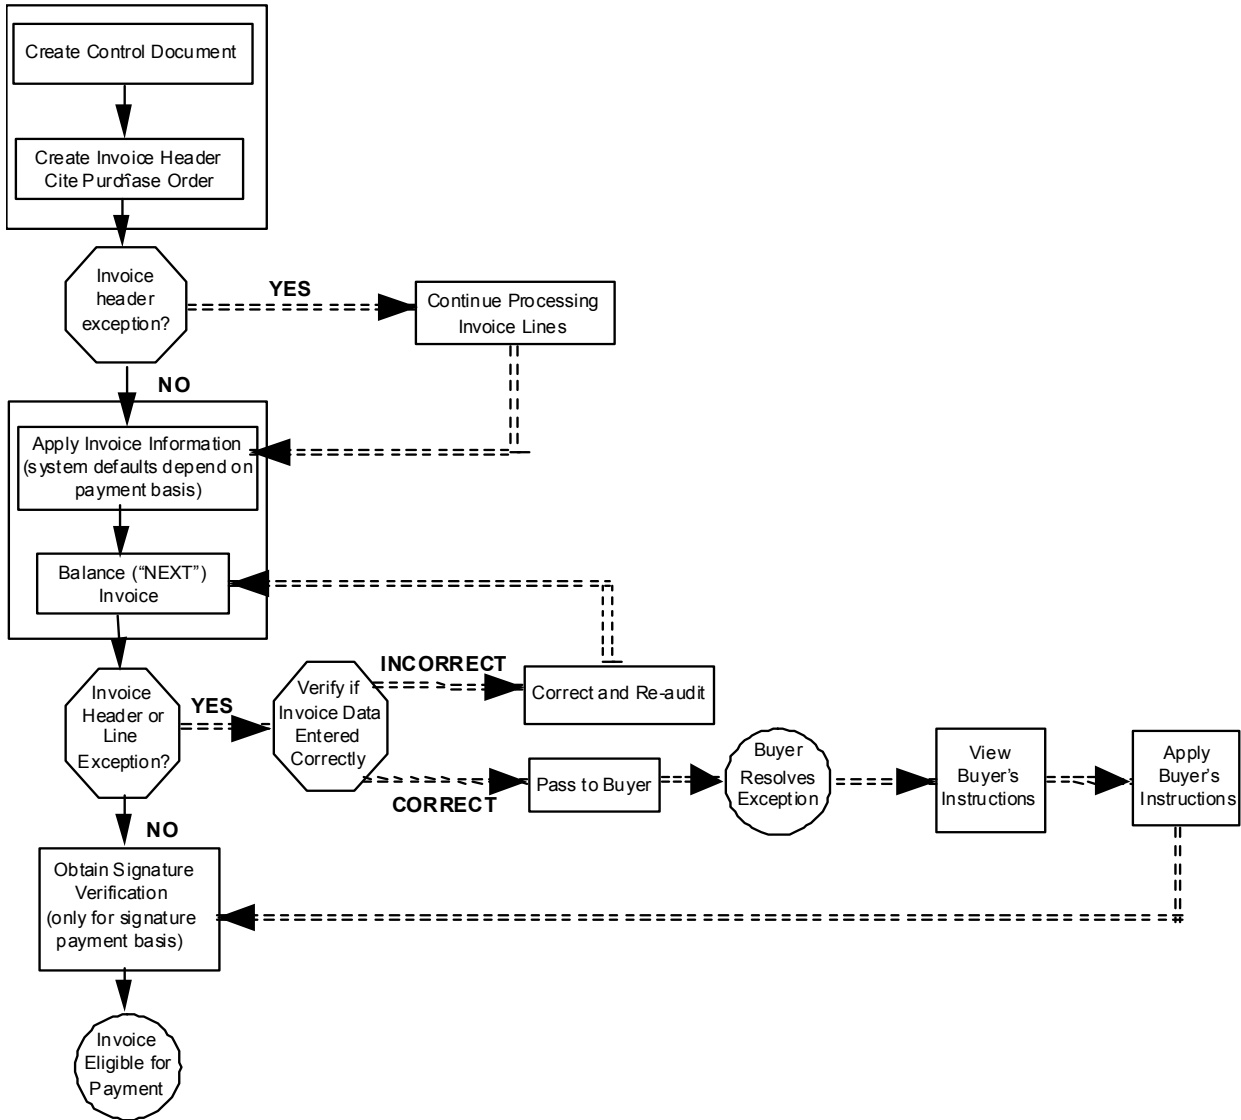 Create Control Document
Create Invoice Header
Cite Purchase Order
Invoice
header
exception?
YES
Continue Processing
Invoice Lines
NO
Apply Invoice Information
(system defaults depend on
payment basis)
Balance (“NEXT”)
Invoice
Invoice
Header or
Line
Exception?
YES
Verify if
Invoice Data
Entered
Correctly
INCORRECT
Correct and Re-audit
CORRECT
Pass to Buyer
Buyer
Resolves
Exception
View
Buyer’s
Instructions
Apply
Buyer’s
Instructions
NO
Obtain Signature
Verification
(only for signature
payment basis)
Invoice
Eligible for
Payment